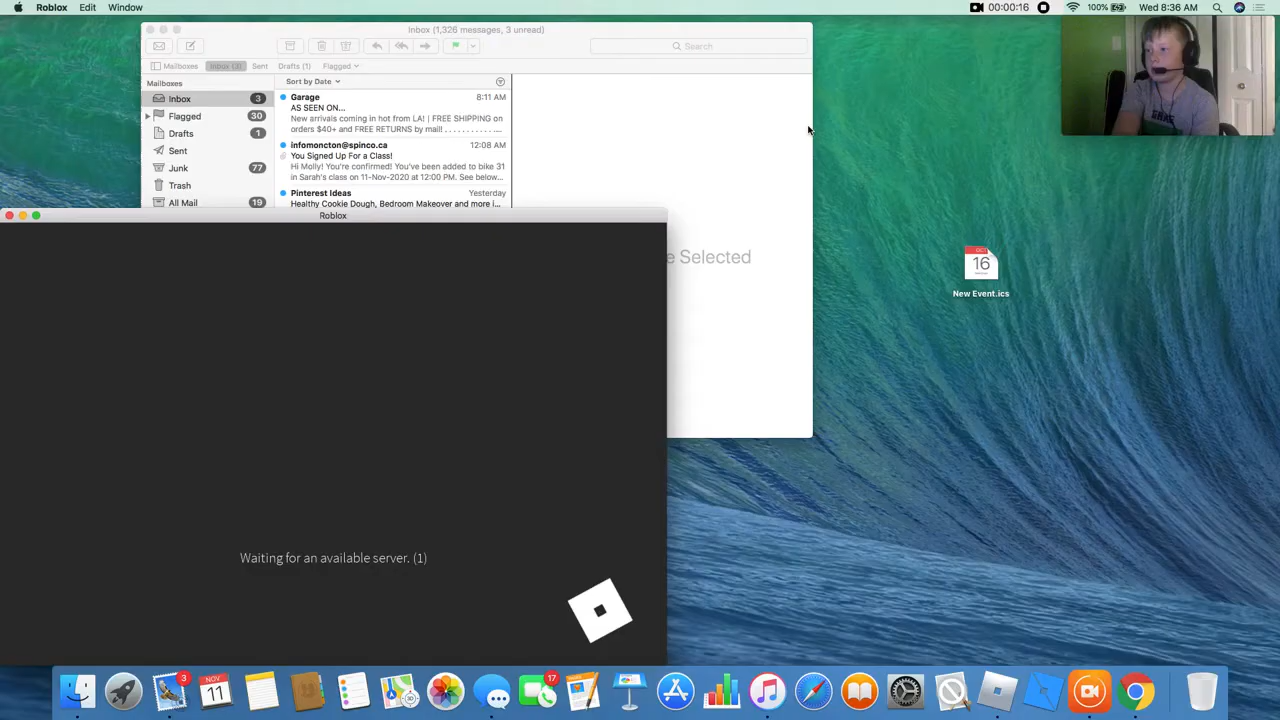 Roblox Edit Window
00:00:16 100% Wed 8:36 AM
Inbox (1,326 messages, 3 unread)
Search
Mailboxes Inbox (3) Sent Drafts (1) Flagged
Mailboxes
Inbox 3
Flagged 30
Drafts 1
Sent
Junk 77
Trash
All Mail 19
Sort by Date
Garage 8:11 AM
AS SEEN ON...
New arrivals coming in hot from LA! | FREE SHIPPING on
orders $40+ and FREE RETURNS by mail! . . . . . . . . . . . . ...
infomoncton@spinco.ca 12:08 AM
You Signed Up For a Class!
Hi Molly! You're confirmed! You've been added to bike 31
in Sarah's class on 11-Nov-2020 at 12:00 PM. See below...
Pinterest Ideas Yesterday
Healthy Cookie Dough, Bedroom Makeover and more i...
e Selected
Roblox
Waiting for an available server. (1)
OCT
16
New Event.ics
3
NOV
11
3D
17